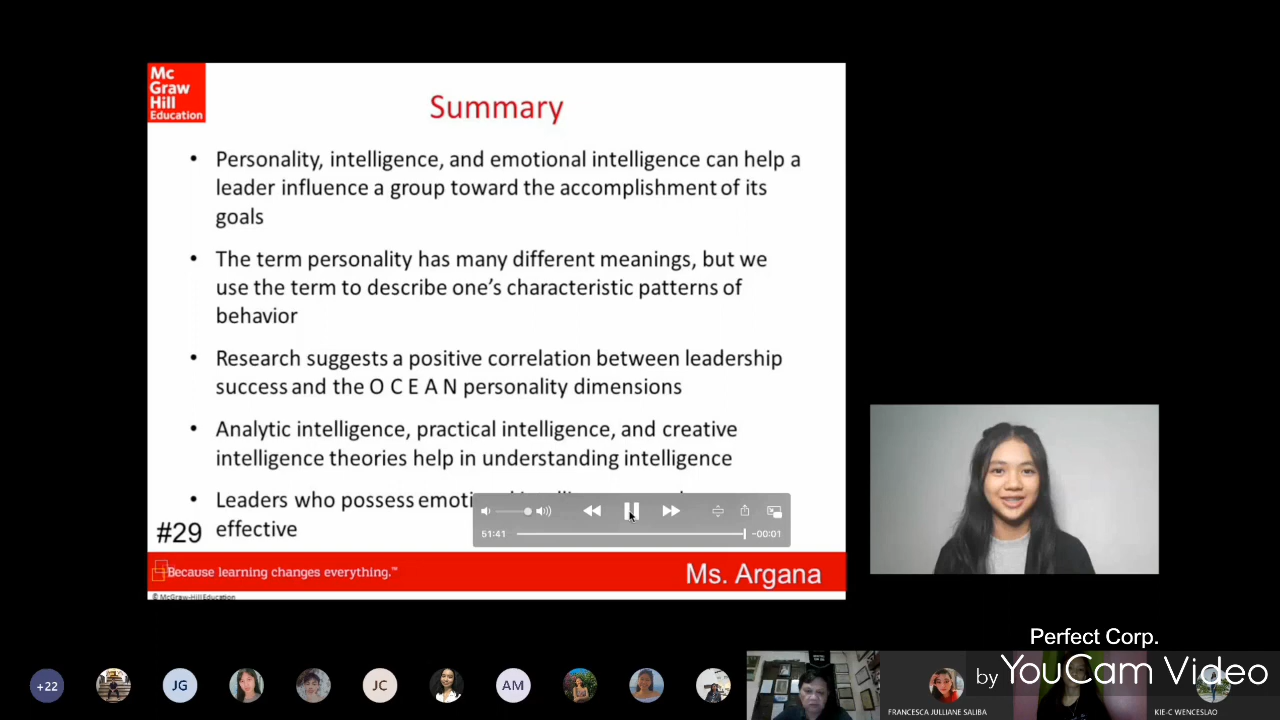 Mc
Graw
Hill
Education
Summary
• Personality, intelligence, and emotional intelligence can help a
leader influence a group toward the accomplishment of its
goals
• The term personality has many different meanings, but we
use the term to describe one’s characteristic patterns of
behavior
• Research suggests a positive correlation between leadership
success and the O C E A N personality dimensions
• Analytic intelligence, practical intelligence, and creative
intelligence theories help in understanding intelligence
• Leaders who possess
effective
#29
51:41
-00:01
Because learning changes everything.™
Ms. Argana
© McGraw-Hill Education
Perfect Corp.
by YouCam Video
+22
JG
JC
AM
FRANCESCA JULLIANE SALIBA
KIE-C WENCESLAO